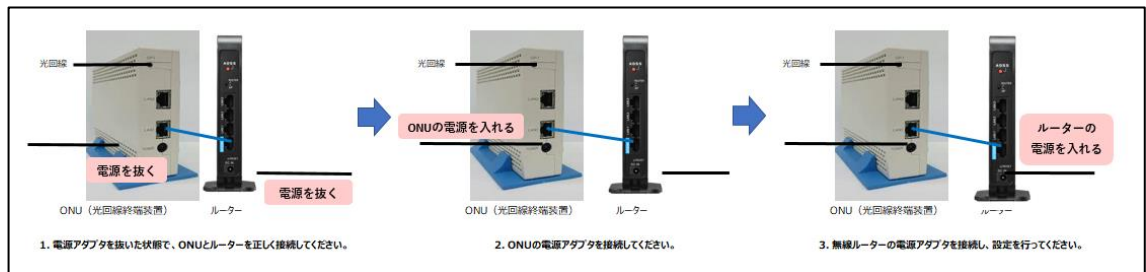 光回線
電源を抜く
電源を抜く
ONU（光回線終端装置）
ルーター
1. 電源アダプタを抜いた状態で、ONUとルーターを正しく接続してください。
光回線
ONUの電源を入れる
ONU（光回線終端装置）
ルーター
2. ONUの電源アダプタを接続してください。
光回線
ルーターの
電源を入れる
ONU（光回線終端装置）
ルーター
3. 無線ルーターの電源アダプタを接続し、設定を行ってください。